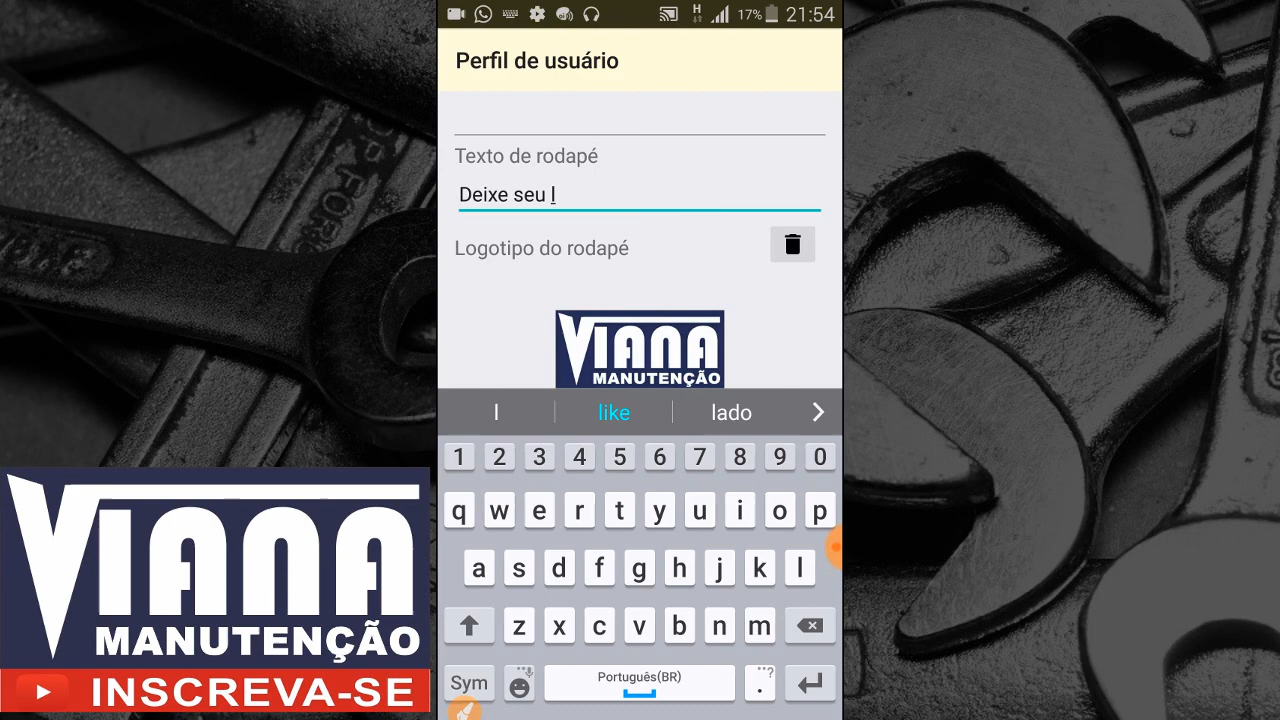 H
17%
21:54
Perfil de usuário
Texto de rodapé
Deixe seu l
Logotipo do rodapé
VIANA
MANUTENÇÃO
l
like
lado
1 2 3 4 5 6 7 8 9 0
q w e r t y u i o p
a s d f g h j k l
z x c v b n m
Sym
Português(BR)
.
VIANA
MANUTENÇÃO
INSCREVA-SE